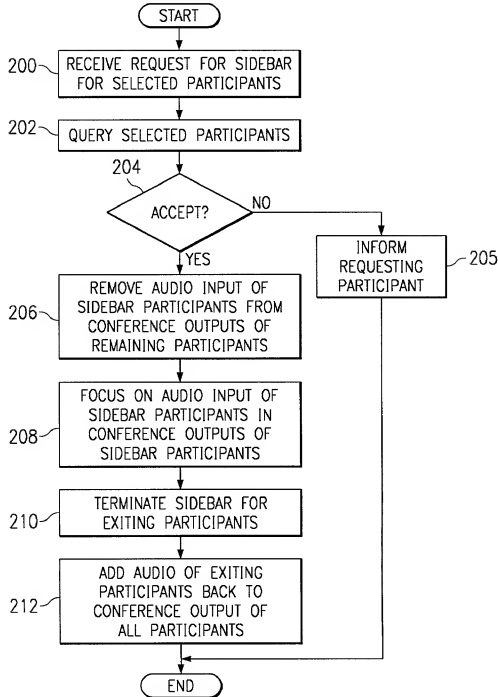 START
200
RECEIVE REQUEST FOR SIDEBAR
FOR SELECTED PARTICIPANTS
202
QUERY SELECTED PARTICIPANTS
204
ACCEPT?
NO
YES
INFORM
REQUESTING
PARTICIPANT
205
206
REMOVE AUDIO INPUT OF
SIDEBAR PARTICIPANTS FROM
CONFERENCE OUTPUTS OF
REMAINING PARTICIPANTS
208
FOCUS ON AUDIO INPUT OF
SIDEBAR PARTICIPANTS IN
CONFERENCE OUTPUTS OF
SIDEBAR PARTICIPANTS
210
TERMINATE SIDEBAR FOR
EXITING PARTICIPANTS
212
ADD AUDIO OF EXITING
PARTICIPANTS BACK TO
CONFERENCE OUTPUT OF
ALL PARTICIPANTS
END